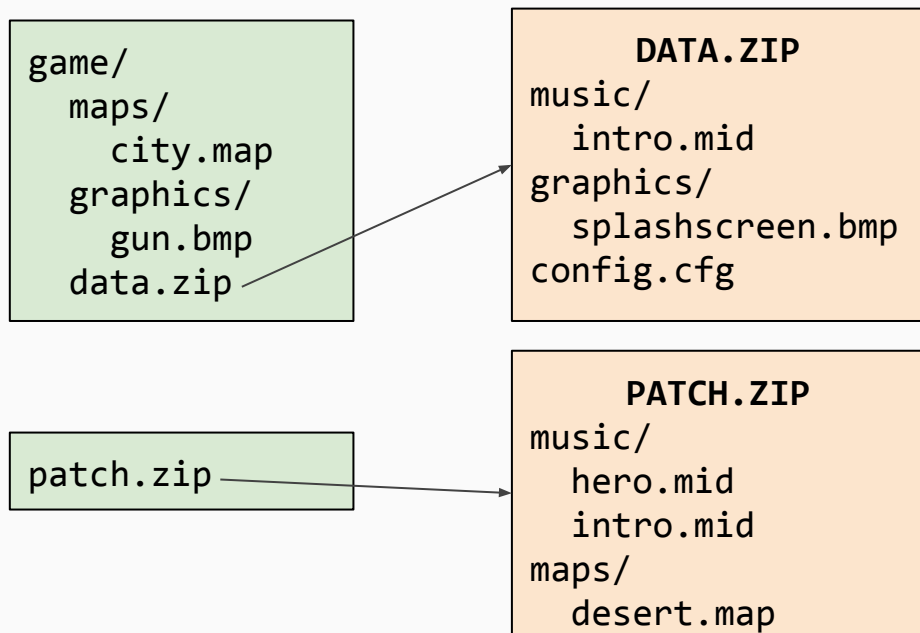 game/
  maps/
    city.map
  graphics/
    gun.bmp
  data.zip
DATA.ZIP
music/
  intro.mid
graphics/
  splashscreen.bmp
config.cfg
patch.zip
PATCH.ZIP
music/
  hero.mid
  intro.mid
maps/
  desert.map